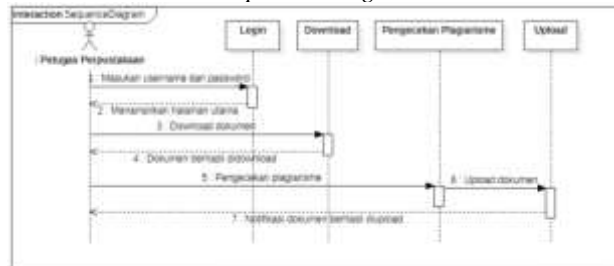 interaction SequenceDiagram
Login
Download
Pengecekan Plagiarisme
Upload
: Petugas Perpustakaan
1 : Masukan username dan password
2 : Menampilkan halaman utama
3 : Download dokumen
4 : Dokumen berhasil didownload
5 : Pengecekan plagiarisme
6 : Upload dokumen
7 : Notifikasi dokumen berhasil diupload